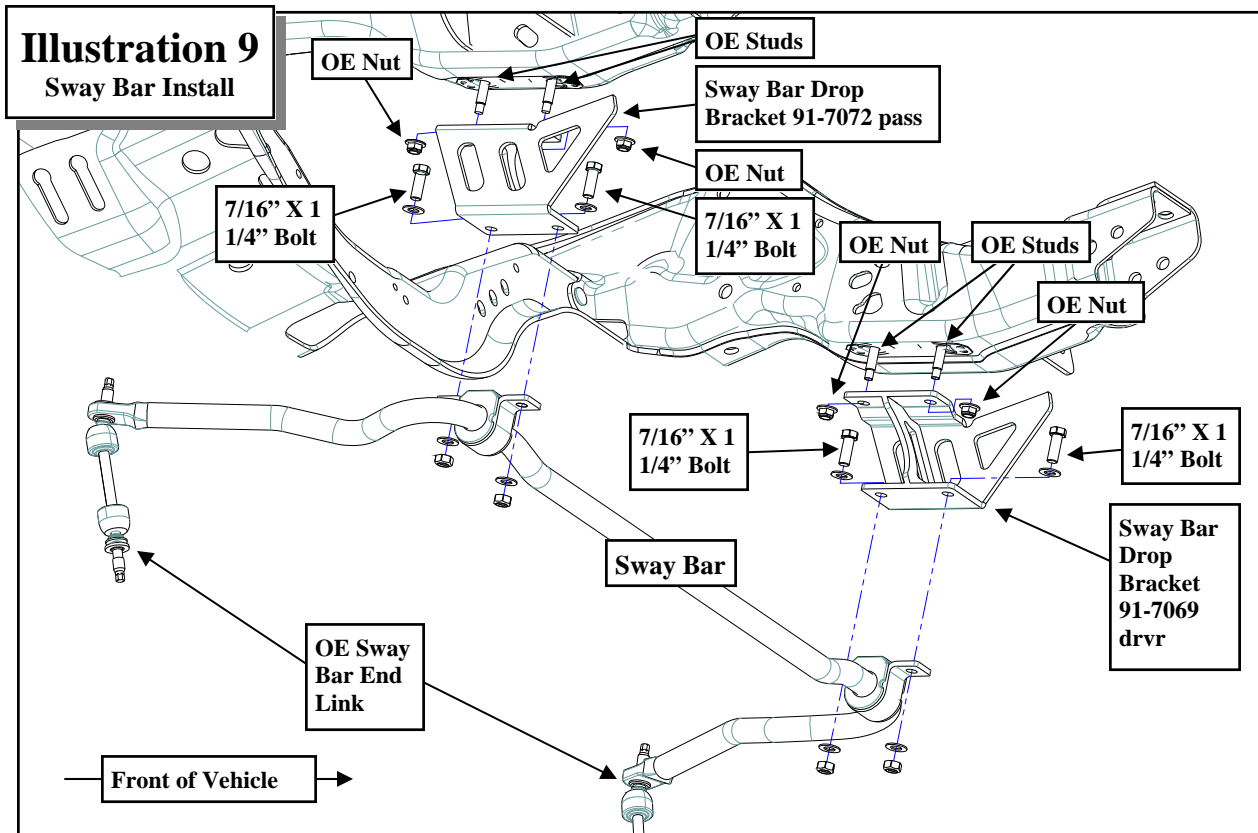 Illustration 9
Sway Bar Install
OE Nut
OE Studs
Sway Bar Drop
Bracket 91-7072 pass
OE Nut
7/16” X 1
1/4” Bolt
7/16” X 1
1/4” Bolt
OE Nut
OE Studs
OE Nut
7/16” X 1
1/4” Bolt
7/16” X 1
1/4” Bolt
Sway Bar
Drop
Bracket
91-7069
drvr
Sway Bar
OE Sway
Bar End
Link
Front of Vehicle